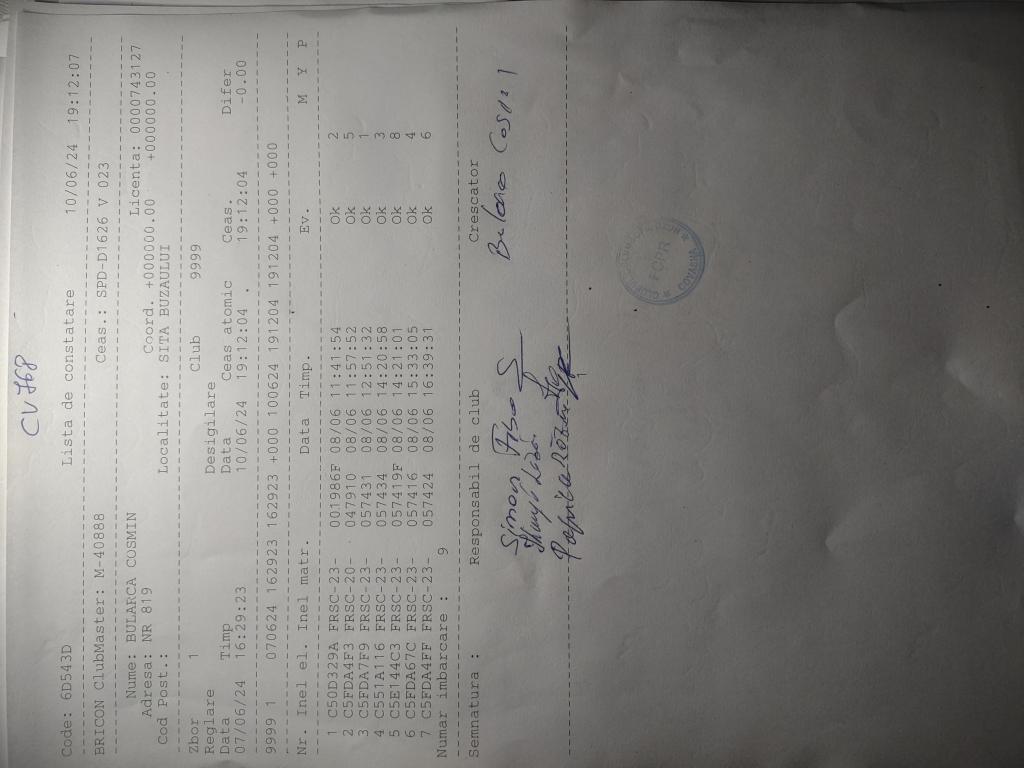 CV 768
Code: 6D543D Lista de constatare 10/06/24 19:12:07
BRICON ClubMaster: M-40888 Ceas.: SPD-D1626 V 023
Nume: BULARCA COSMIN Licenta: 0000743127
Adresa: NR 819 Coord. +000000.00 +000000.00
Cod Post.: Localitate: SITA BUZAULUI
Zbor 1 Club 9999
Reglare Desigilare
Data Timp Data Ceas atomic Ceas. Difer
07/06/24 16:29:23 10/06/24 19:12:04 . 19:12:04 -0.00
9999 1 070624 162923 162923 +000 100624 191204 191204 +000 +000
Nr. Inel el. Inel matr. Data Timp. Ev. M Y P
1 C50D329A FRSC-23- 001986F 08/06 11:41:54 Ok 2
2 C5FDA4F3 FRSC-20- 047910 08/06 11:57:52 Ok 5
3 C5FDA7F9 FRSC-23- 057431 08/06 12:51:32 Ok 1
4 C551A116 FRSC-23- 057434 08/06 14:20:58 Ok 3
5 C5E144C3 FRSC-23- 057419F 08/06 14:21:01 Ok 8
6 C5FDA67C FRSC-23- 057416 08/06 15:33:05 Ok 4
7 C5FDA4FF FRSC-23- 057424 08/06 16:39:31 Ok 6
Numar imbarcare : 9
Semnatura : Responsabil de club Crescator
Simon
FCPR
COVASNA